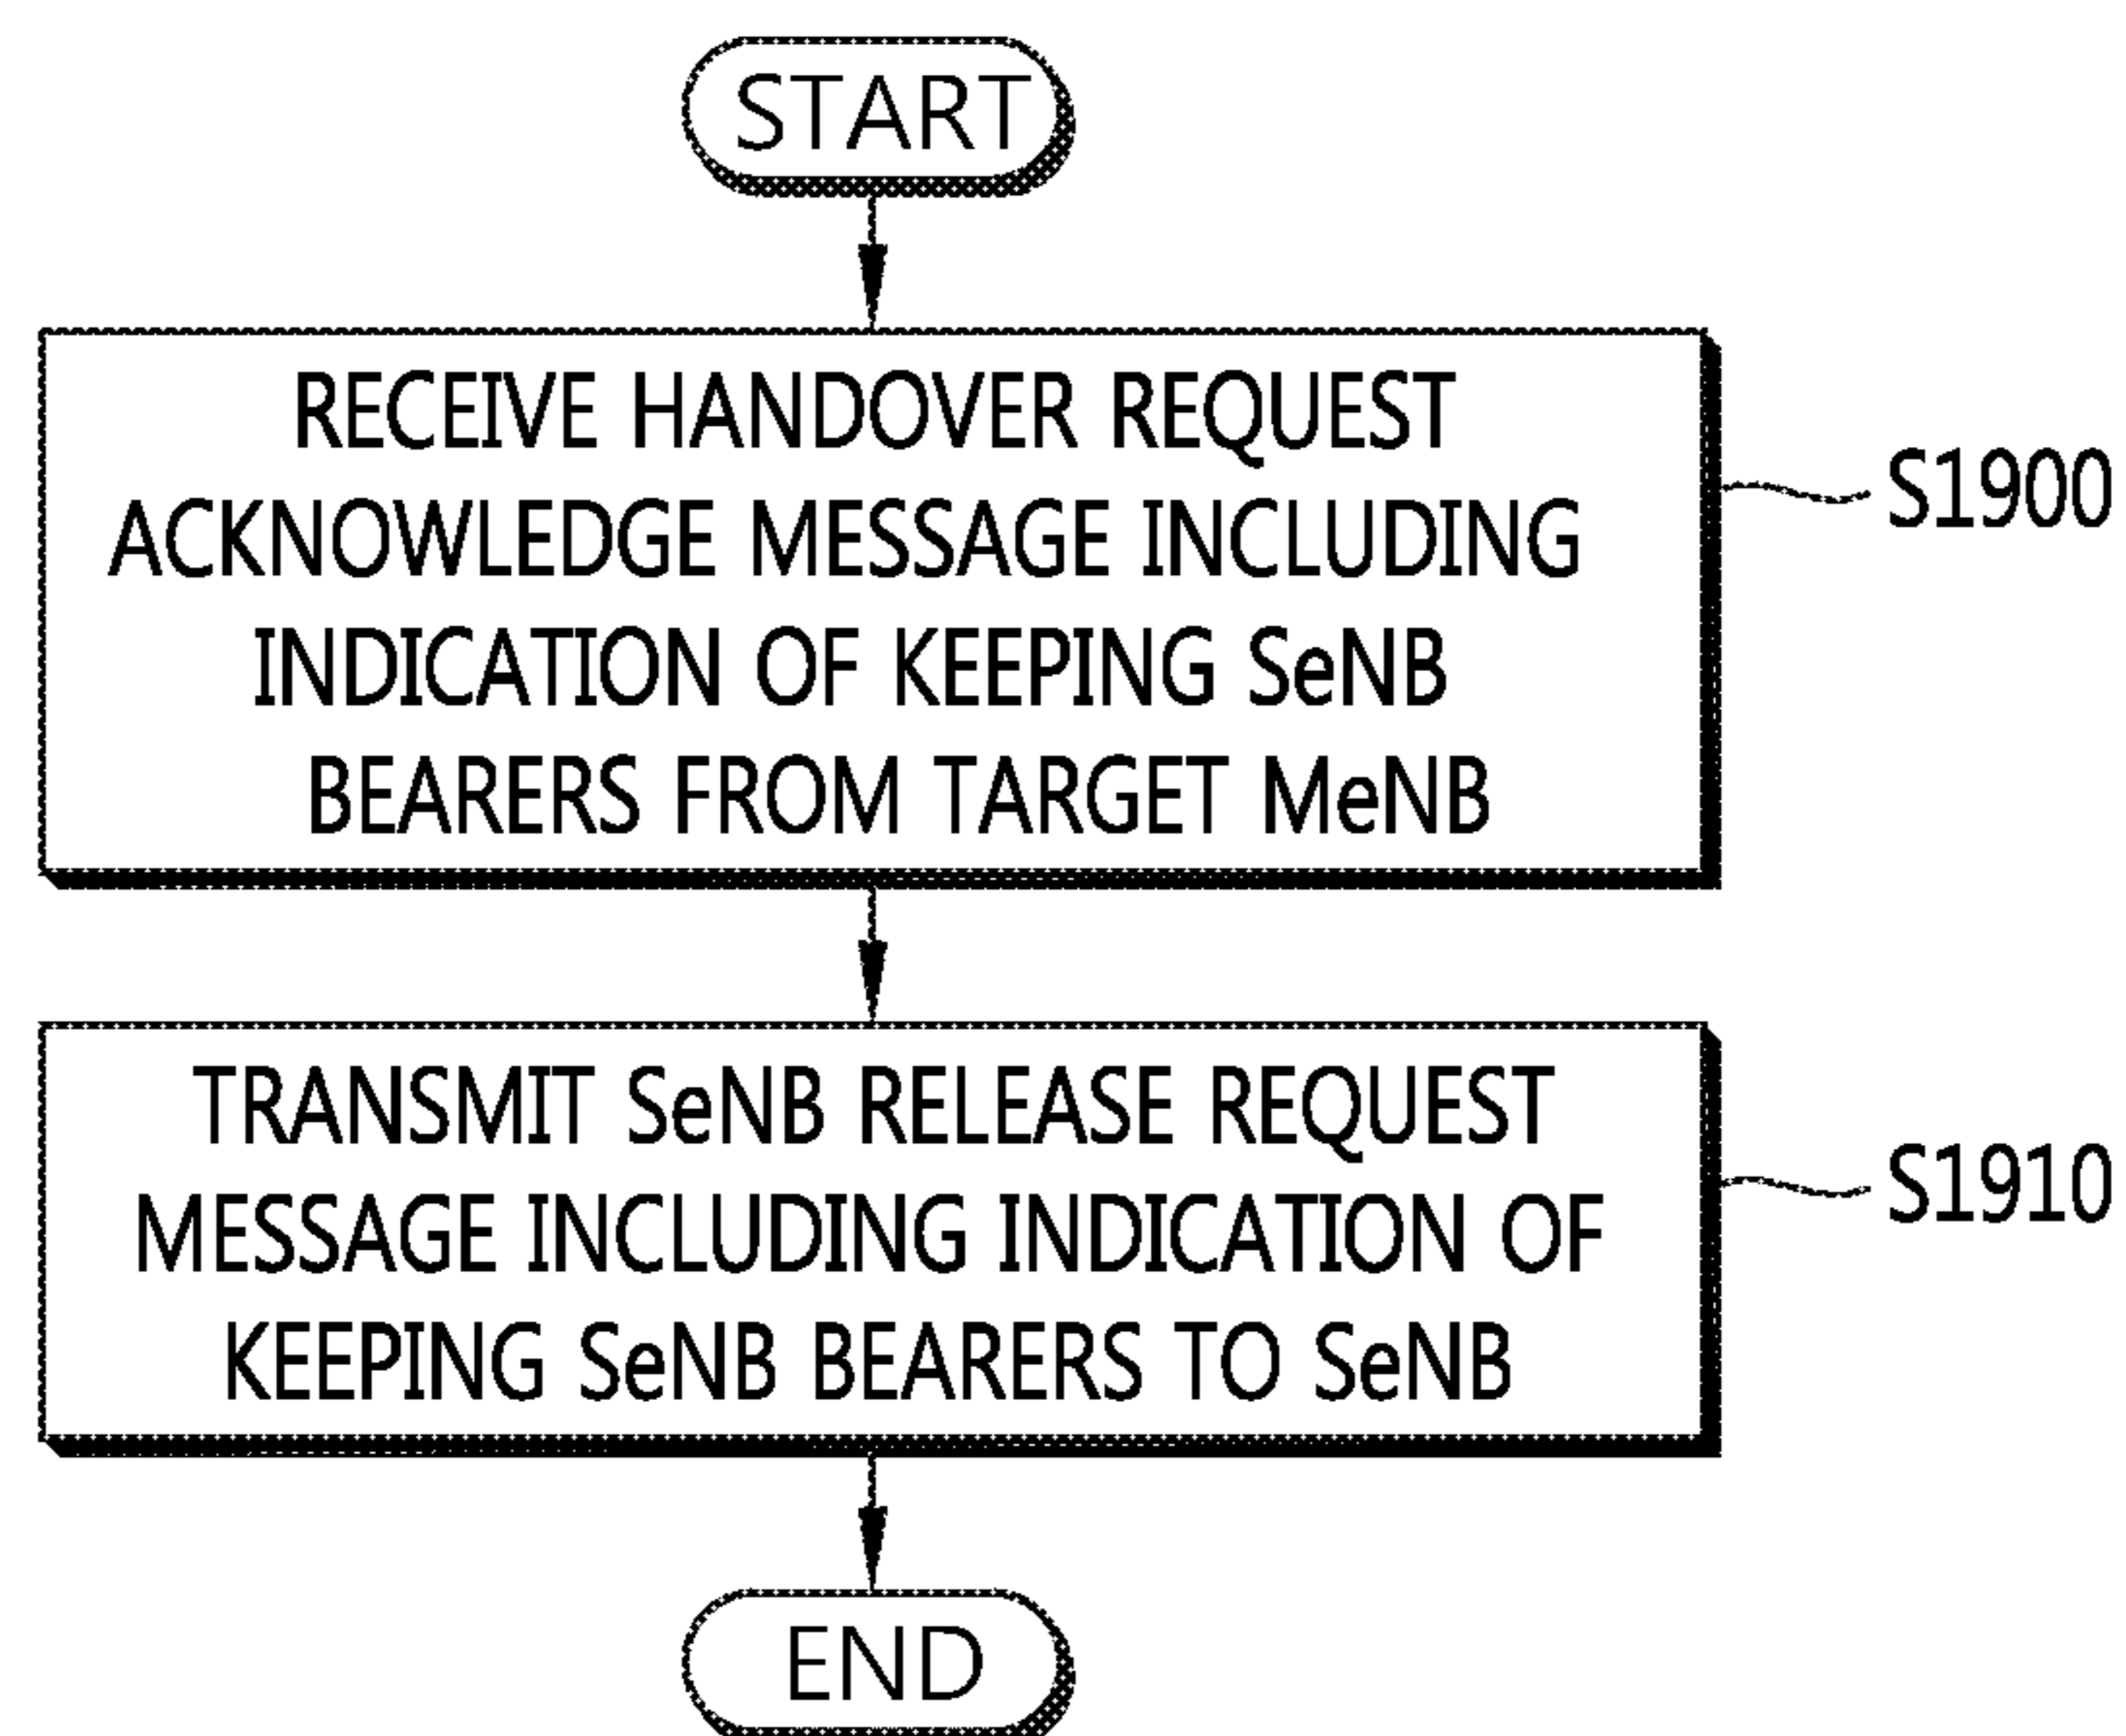 START
RECEIVE HANDOVER REQUEST
ACKNOWLEDGE MESSAGE INCLUDING
INDICATION OF KEEPING SeNB
BEARERS FROM TARGET MeNB
S1900
TRANSMIT SeNB RELEASE REQUEST
MESSAGE INCLUDING INDICATION OF
KEEPING SeNB BEARERS TO SeNB
S1910
END